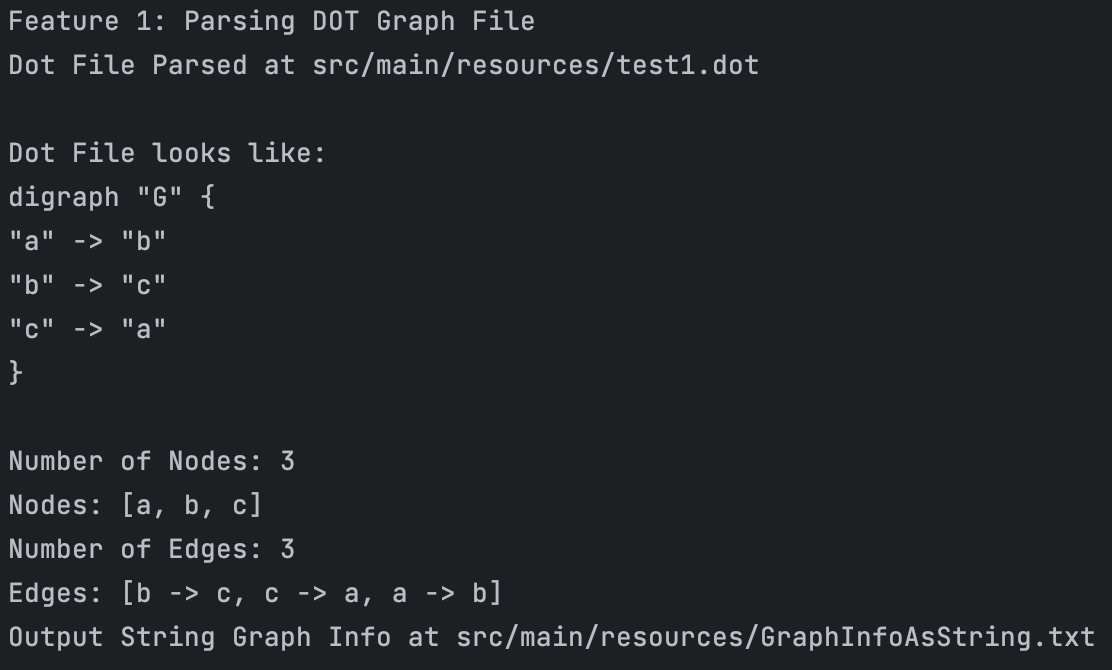 Feature 1: Parsing DOT Graph File
Dot File Parsed at src/main/resources/test1.dot
Dot File looks like:
digraph "G" {
"a" -> "b"
"b" -> "c"
"c" -> "a"
}
Number of Nodes: 3
Nodes: [a, b, c]
Number of Edges: 3
Edges: [b -> c, c -> a, a -> b]
Output String Graph Info at src/main/resources/GraphInfoAsString.txt